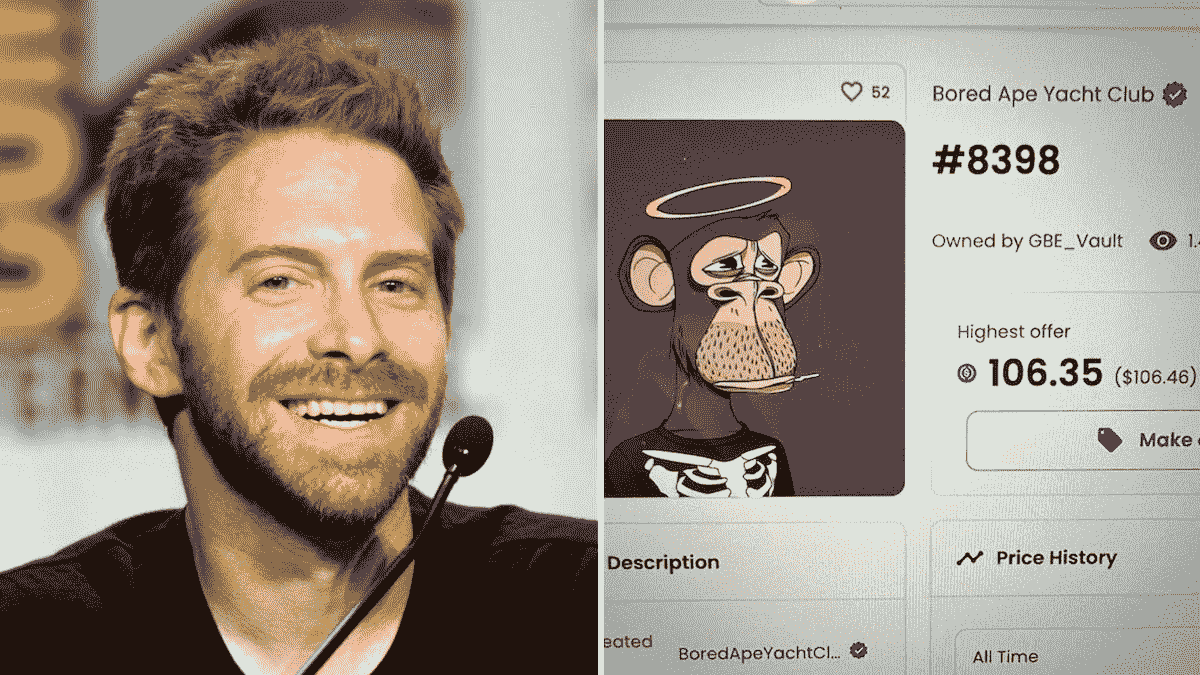 52
Bored Ape Yacht Club
#8398
Owned by GBE_Vault
Highest offer
106.35 ($106.46)
Make
Description
Price History
eated
BoredApeYachtCl...
All Time